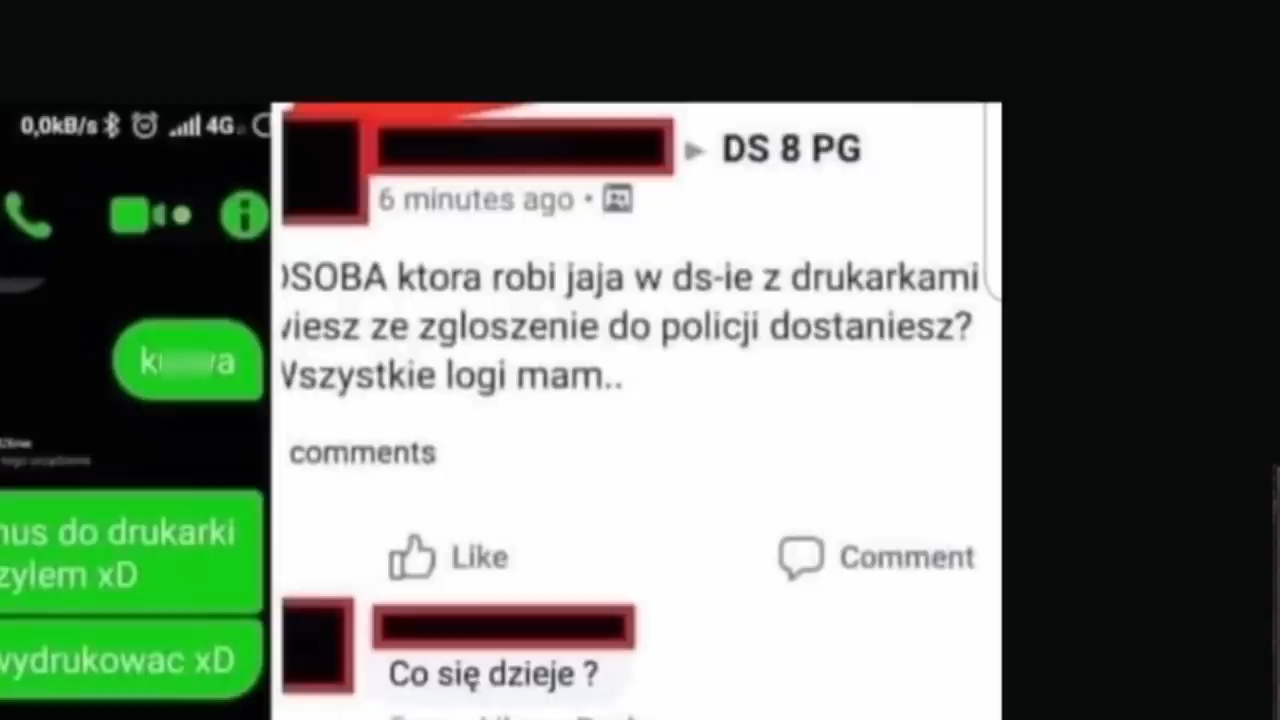 0,0kB/s 4G
k a
nus do drukarki
zylem xD
wydrukowac xD
DS 8 PG
6 minutes ago •
OSOBA ktora robi jaja w ds-ie z drukarkami
wiesz ze zgloszenie do policji dostaniesz?
Wszystkie logi mam..
comments
Like
Comment
Co się dzieje ?